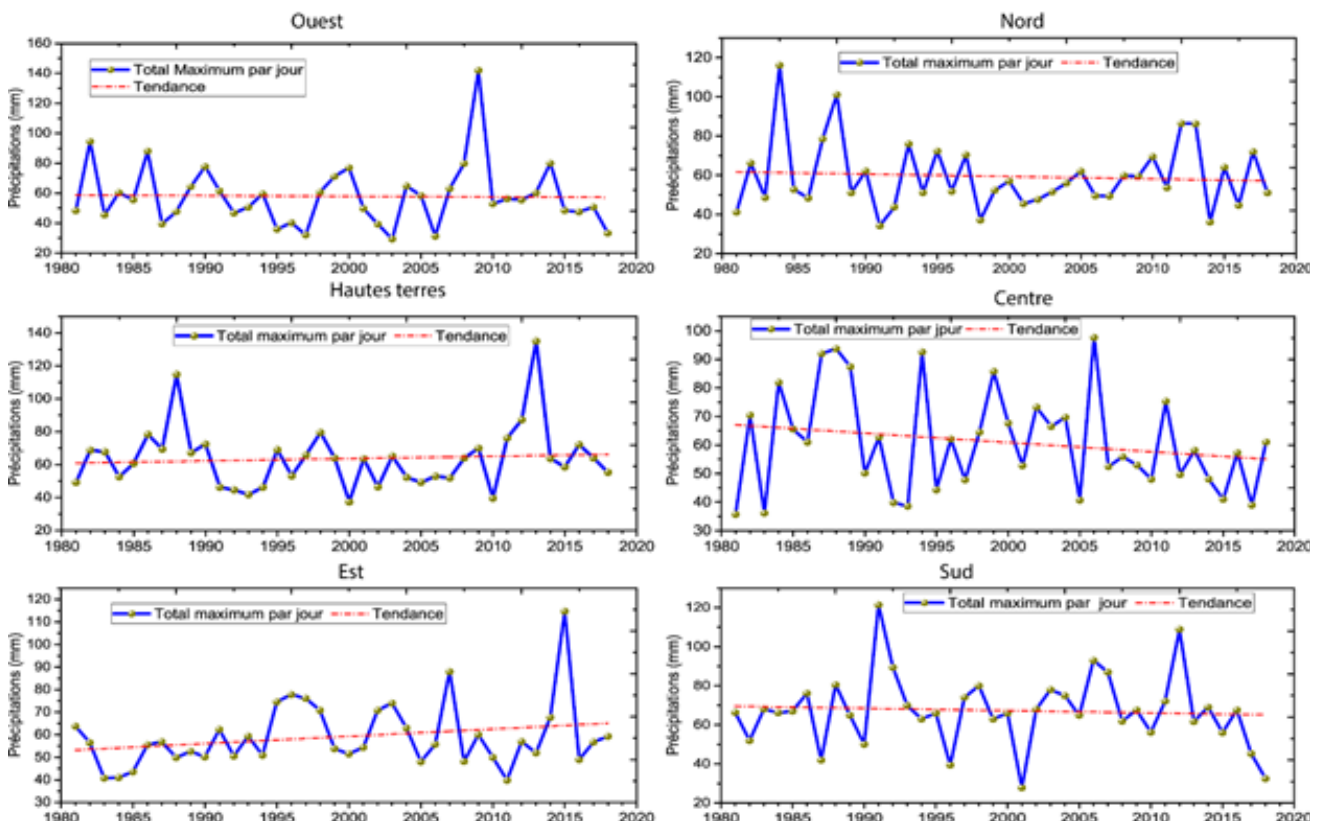 Ouest
Précipitations (mm)
160
140
120
100
80
60
40
20
Total Maximum par jour
Tendance
1980 1985 1990 1995 2000 2005 2010 2015 2020
Nord
Preécipitations (mm)
120
100
80
60
40
20
Total maximum par jour Tendance
980 985 1990 1995 2000 2005 2010 2015 2020
Hautes terres
Précipitations (mm)
140
120
100
80
60
40
20
Total maximum par jour Tendance
1980 1985 1990 1995 2000 2005 2010 2015 2020
Centre
Précipitations (mm)
100
90
80
70
60
50
40
30
Total maximum par jpur Tendance
1980 1985 1990 1995 2000 2005 2010 2015 2020
Est
Précipitations (mm)
120
110
100
90
80
70
60
50
40
30
Total maximum par jour Tendance
1980 1985 1990 1995 2000 2005 2010 2015 2020
Sud
Précipitations (mm)
120
100
80
60
40
20
Total maximum par jour Tendance
1980 1985 1990 1995 2000 2005 2010 2015 2020